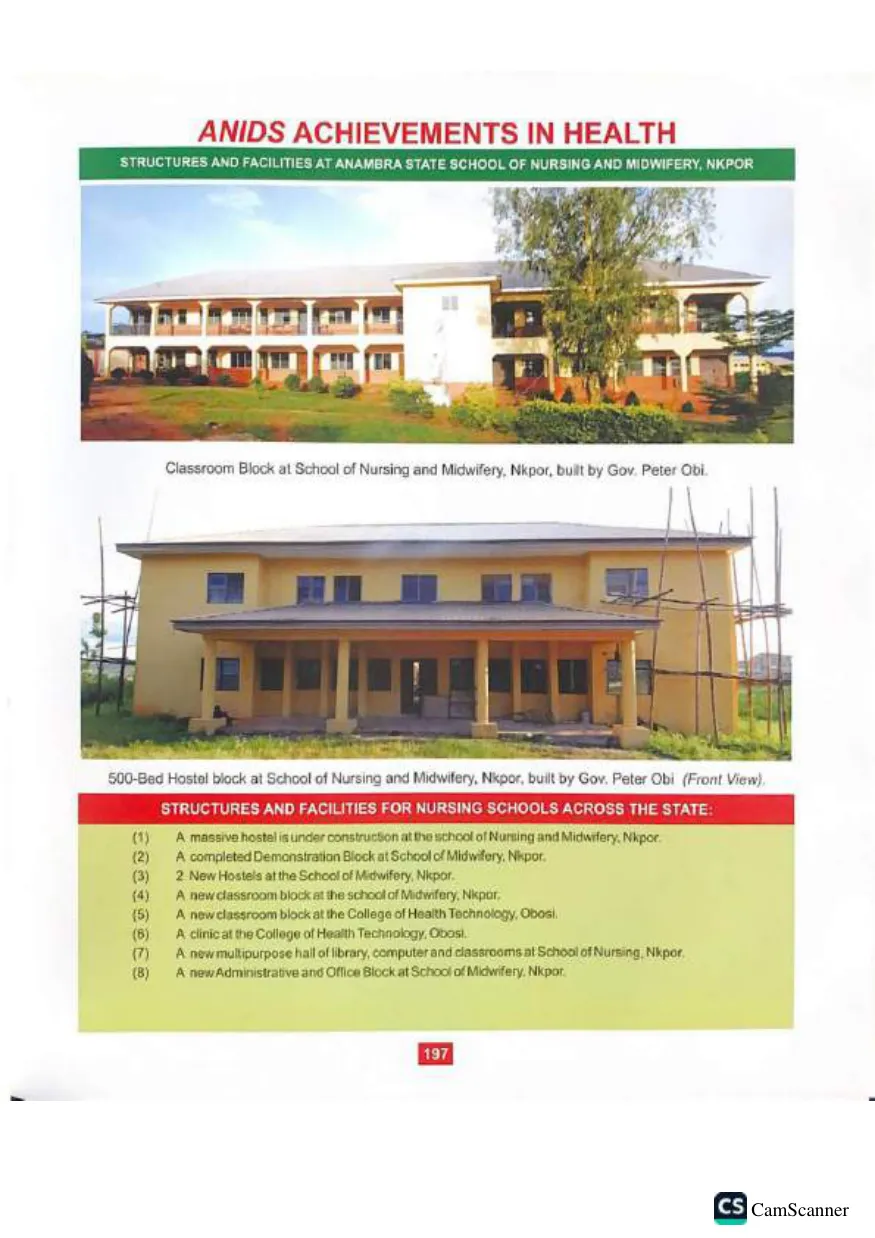 ANIDS ACHIEVEMENTS IN HEALTH
STRUCTURES AND FACILITIES AT ANAMBRA STATE SCHOOL OF NURSING AND MIDWIFERY, NKPOR
Classroom Block at School of Nursing and Midwifery, Nkpor, built by Gov. Peter Obi.
500-Bed Hostel block at School of Nursing and Midwifery, Nkpor, built by Gov. Peter Obi (Front View).
STRUCTURES AND FACILITIES FOR NURSING SCHOOLS ACROSS THE STATE:
(1) A massive hostel is under construction at the school of Nursing and Midwifery, Nkpor.
(2) A completed Demonstration Block at School of Midwifery, Nkpor.
(3) 2 New Hostels at the School of Midwifery, Nkpor.
(4) A new classroom block at the school of Midwifery, Nkpor.
(5) A new classroom block at the College of Health Technology, Obosi.
(6) A clinic at the College of Health Technology, Obosi.
(7) A new multipurpose hall of library, computer and classrooms at School of Nursing, Nkpor.
(8) A new Administrative and Office Block at School of Midwifery. Nkpor.
197
CS CamScanner